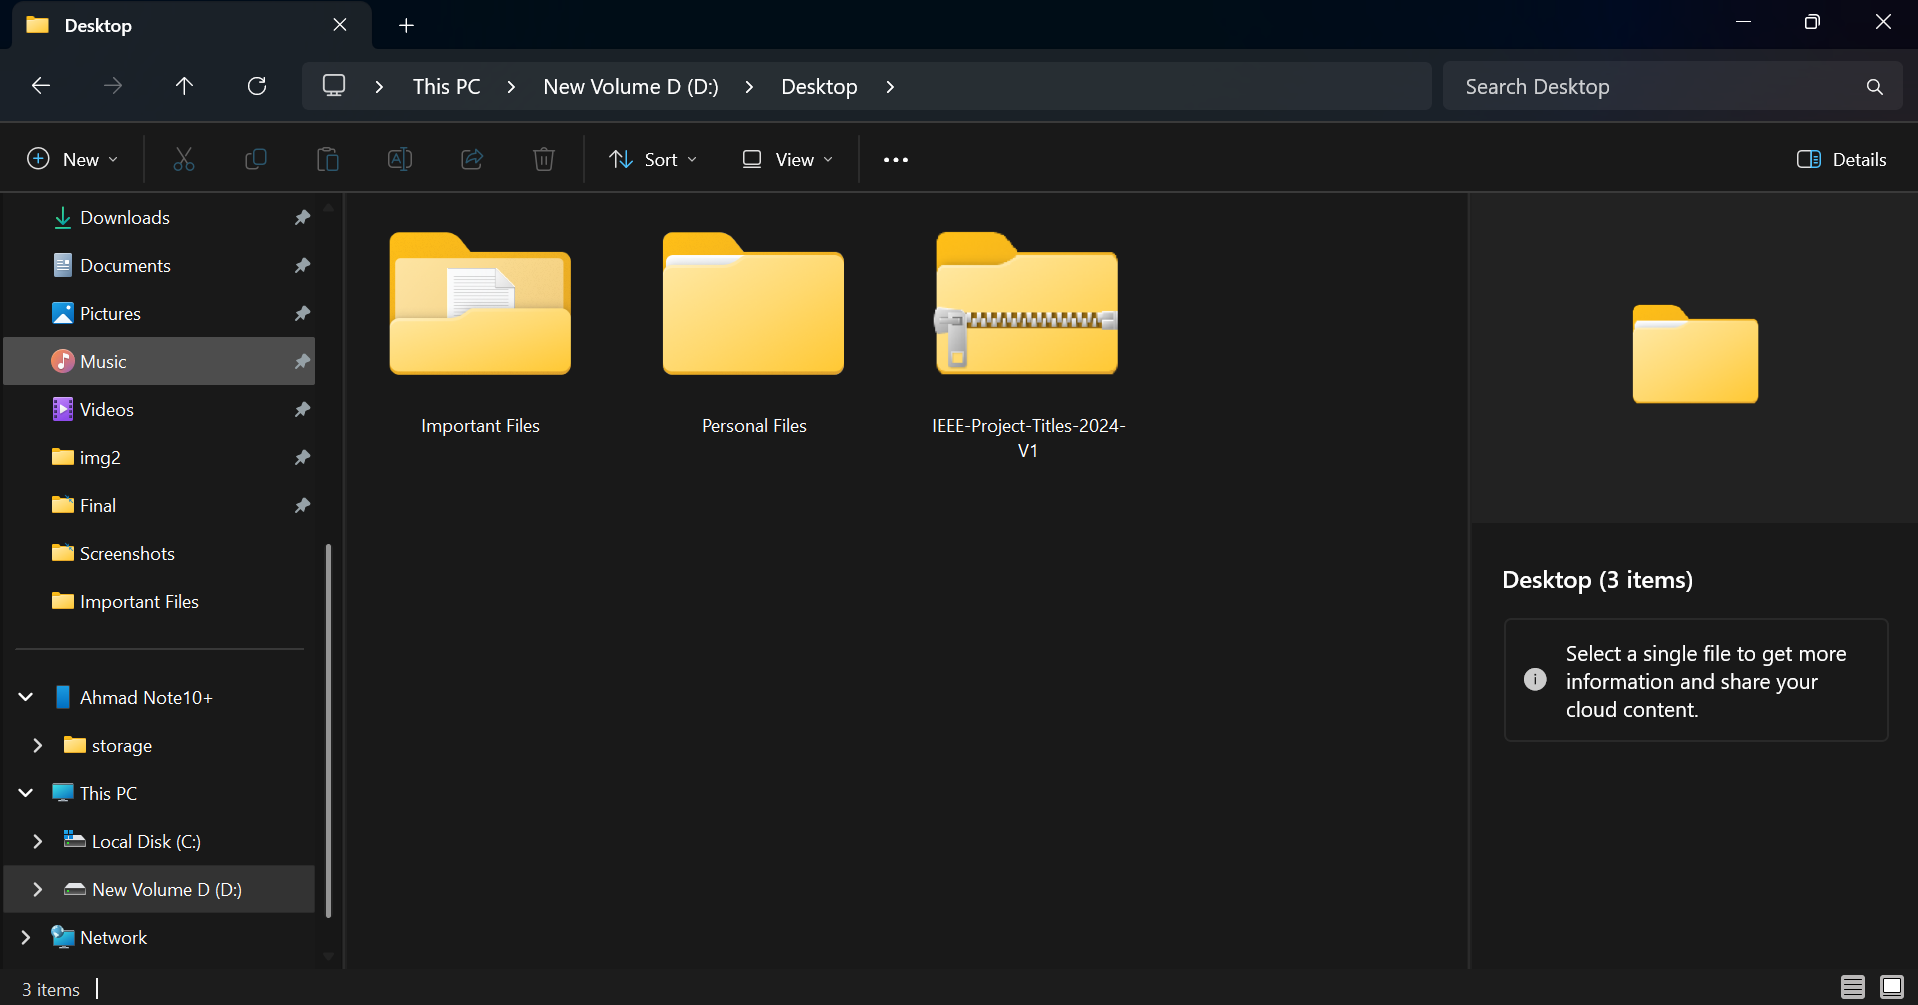 Desktop
This PC
New Volume D (D:)
Desktop
Search Desktop
New
Sort
View
Details
Downloads
Documents
Pictures
Music
Videos
img2
Final
Screenshots
Important Files
Ahmad Note10+
storage
This PC
Local Disk (C:)
New Volume D (D:)
Network
Important Files
Personal Files
IEEE-Project-Titles-2024-
V1
Desktop (3 items)
Select a single file to get more
information and share your
cloud content.
3 items